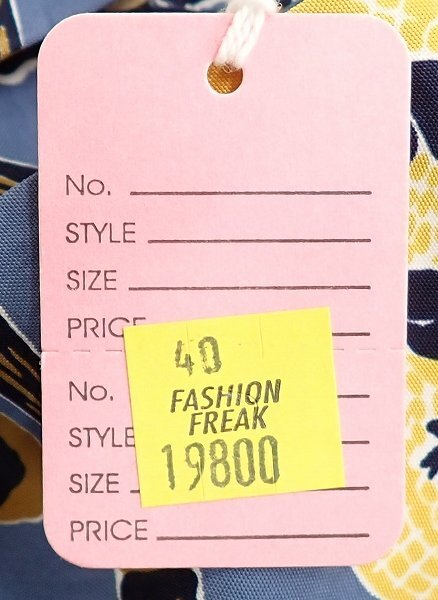 No.
STYLE
SIZE
PRICE
40
No.
FASHION
FREAK
STYLE
19800
SIZE
PRICE